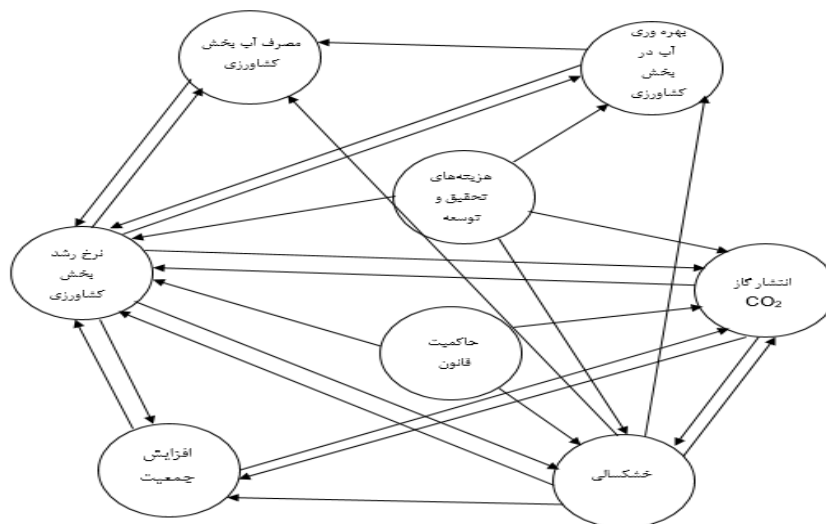 مصرف آب بخش
کشاورزی
بهره وری
آب در
بخش
کشاورزی
هزینه‌های
تحقیق و
توسعه
نرخ رشد
بخش
کشاورزی
انتشار گاز
CO₂
حاکمیت
قانون
افزایش
جمعیت
خشکسالی